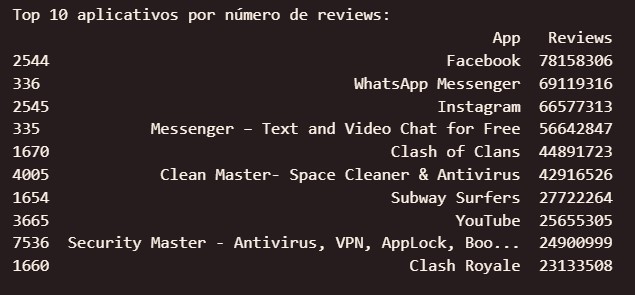 Top 10 aplicativos por número de reviews:
App Reviews
2544 Facebook 78158306
336 WhatsApp Messenger 69119316
2545 Instagram 66577313
335 Messenger – Text and Video Chat for Free 56642847
1670 Clash of Clans 44891723
4005 Clean Master- Space Cleaner & Antivirus 42916526
1654 Subway Surfers 27722264
3665 YouTube 25655305
7536 Security Master - Antivirus, VPN, AppLock, Boo... 24900999
1660 Clash Royale 23133508